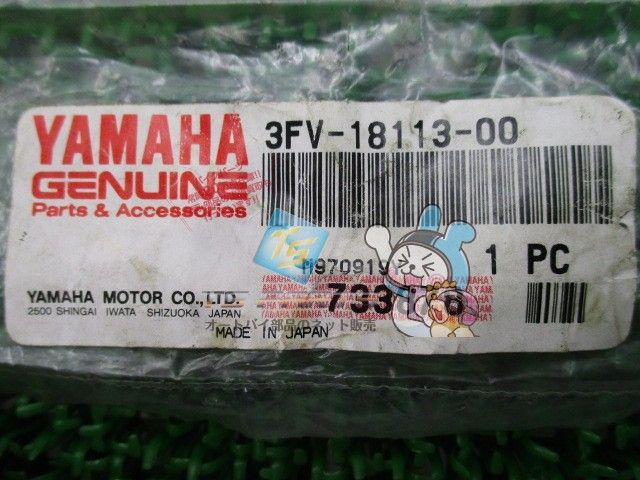 YAMAHA
GENUINE
Parts & Accessories
3FV-18113-00
1 PC
YAMAHA MOTOR CO., LTD.
2500 SHINGAI IWATA SHIZUOKA JAPAN
MADE IN JAPAN